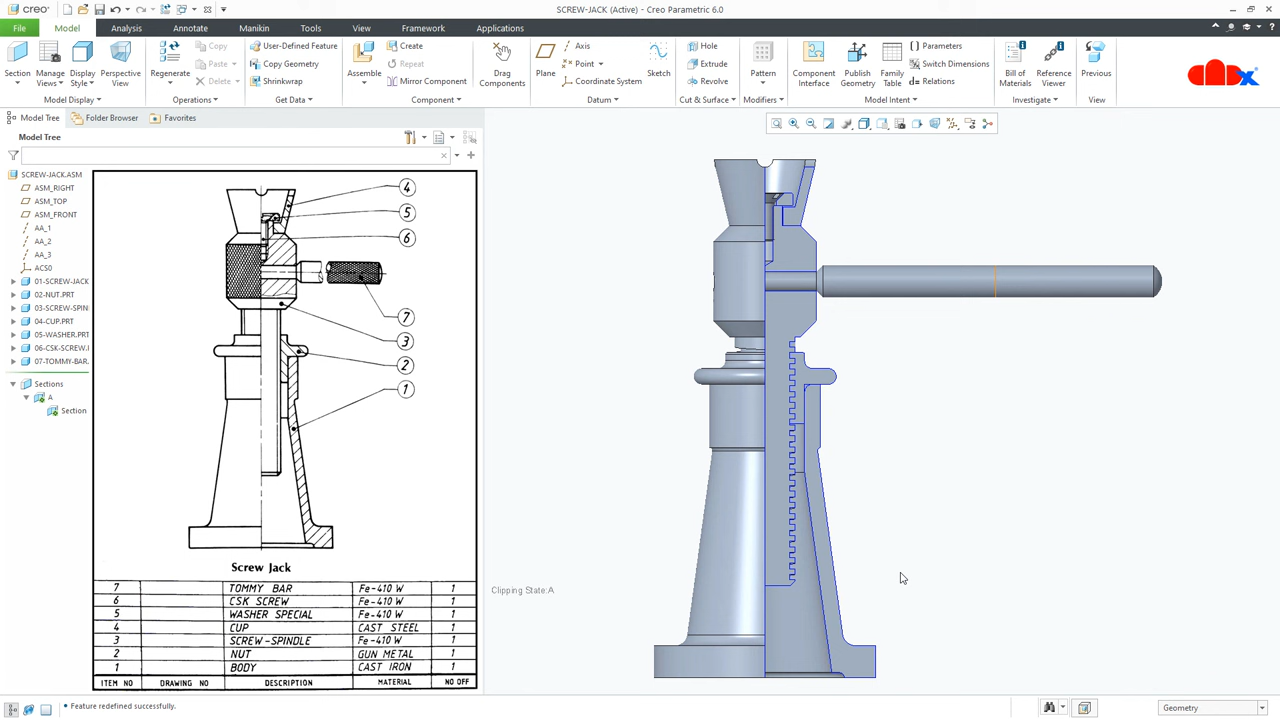 creo
SCREW-JACK (Active) - Creo Parametric 6.0
File
Model
Analysis
Annotate
Manikin
Tools
View
Framework
Applications
Section
Manage Views
Display Style
Perspective View
Model Display
Regenerate
Copy
Paste
Delete
Operations
User-Defined Feature
Copy Geometry
Shrinkwrap
Get Data
Assemble
Create
Repeat
Mirror Component
Drag Components
Component
Plane
Axis
Point
Coordinate System
Sketch
Datum
Hole
Extrude
Revolve
Cut & Surface
Pattern
Modifiers
Component Interface
Publish Geometry
Family Table
Parameters
Switch Dimensions
Relations
Model Intent
Bill of Materials
Reference Viewer
Investigate
Previous
View
Model Tree
Folder Browser
Favorites
Model Tree
SCREW-JACK.ASM
ASM_RIGHT
ASM_TOP
ASM_FRONT
AA_1
AA_2
AA_3
ACS0
01-SCREW-JACK
02-NUT.PRT
03-SCREW-SPIN
04-CUP.PRT
05-WASHER.PRT
06-CSK-SCREW.
07-TOMMY-BAR.
Sections
A
Section
4
5
6
7
3
2
1
Screw Jack
7 TOMMY BAR Fe-410 W 1
6 CSK SCREW Fe-410 W 1
5 WASHER SPECIAL Fe-410 W 1
4 CUP CAST STEEL 1
3 SCREW-SPINDLE Fe-410 W 1
2 NUT GUN METAL 1
1 BODY CAST IRON 1
ITEM NO DRAWING NO DESCRIPTION MATERIAL NO OFF
Clipping State:A
Feature redefined successfully.
Geometry